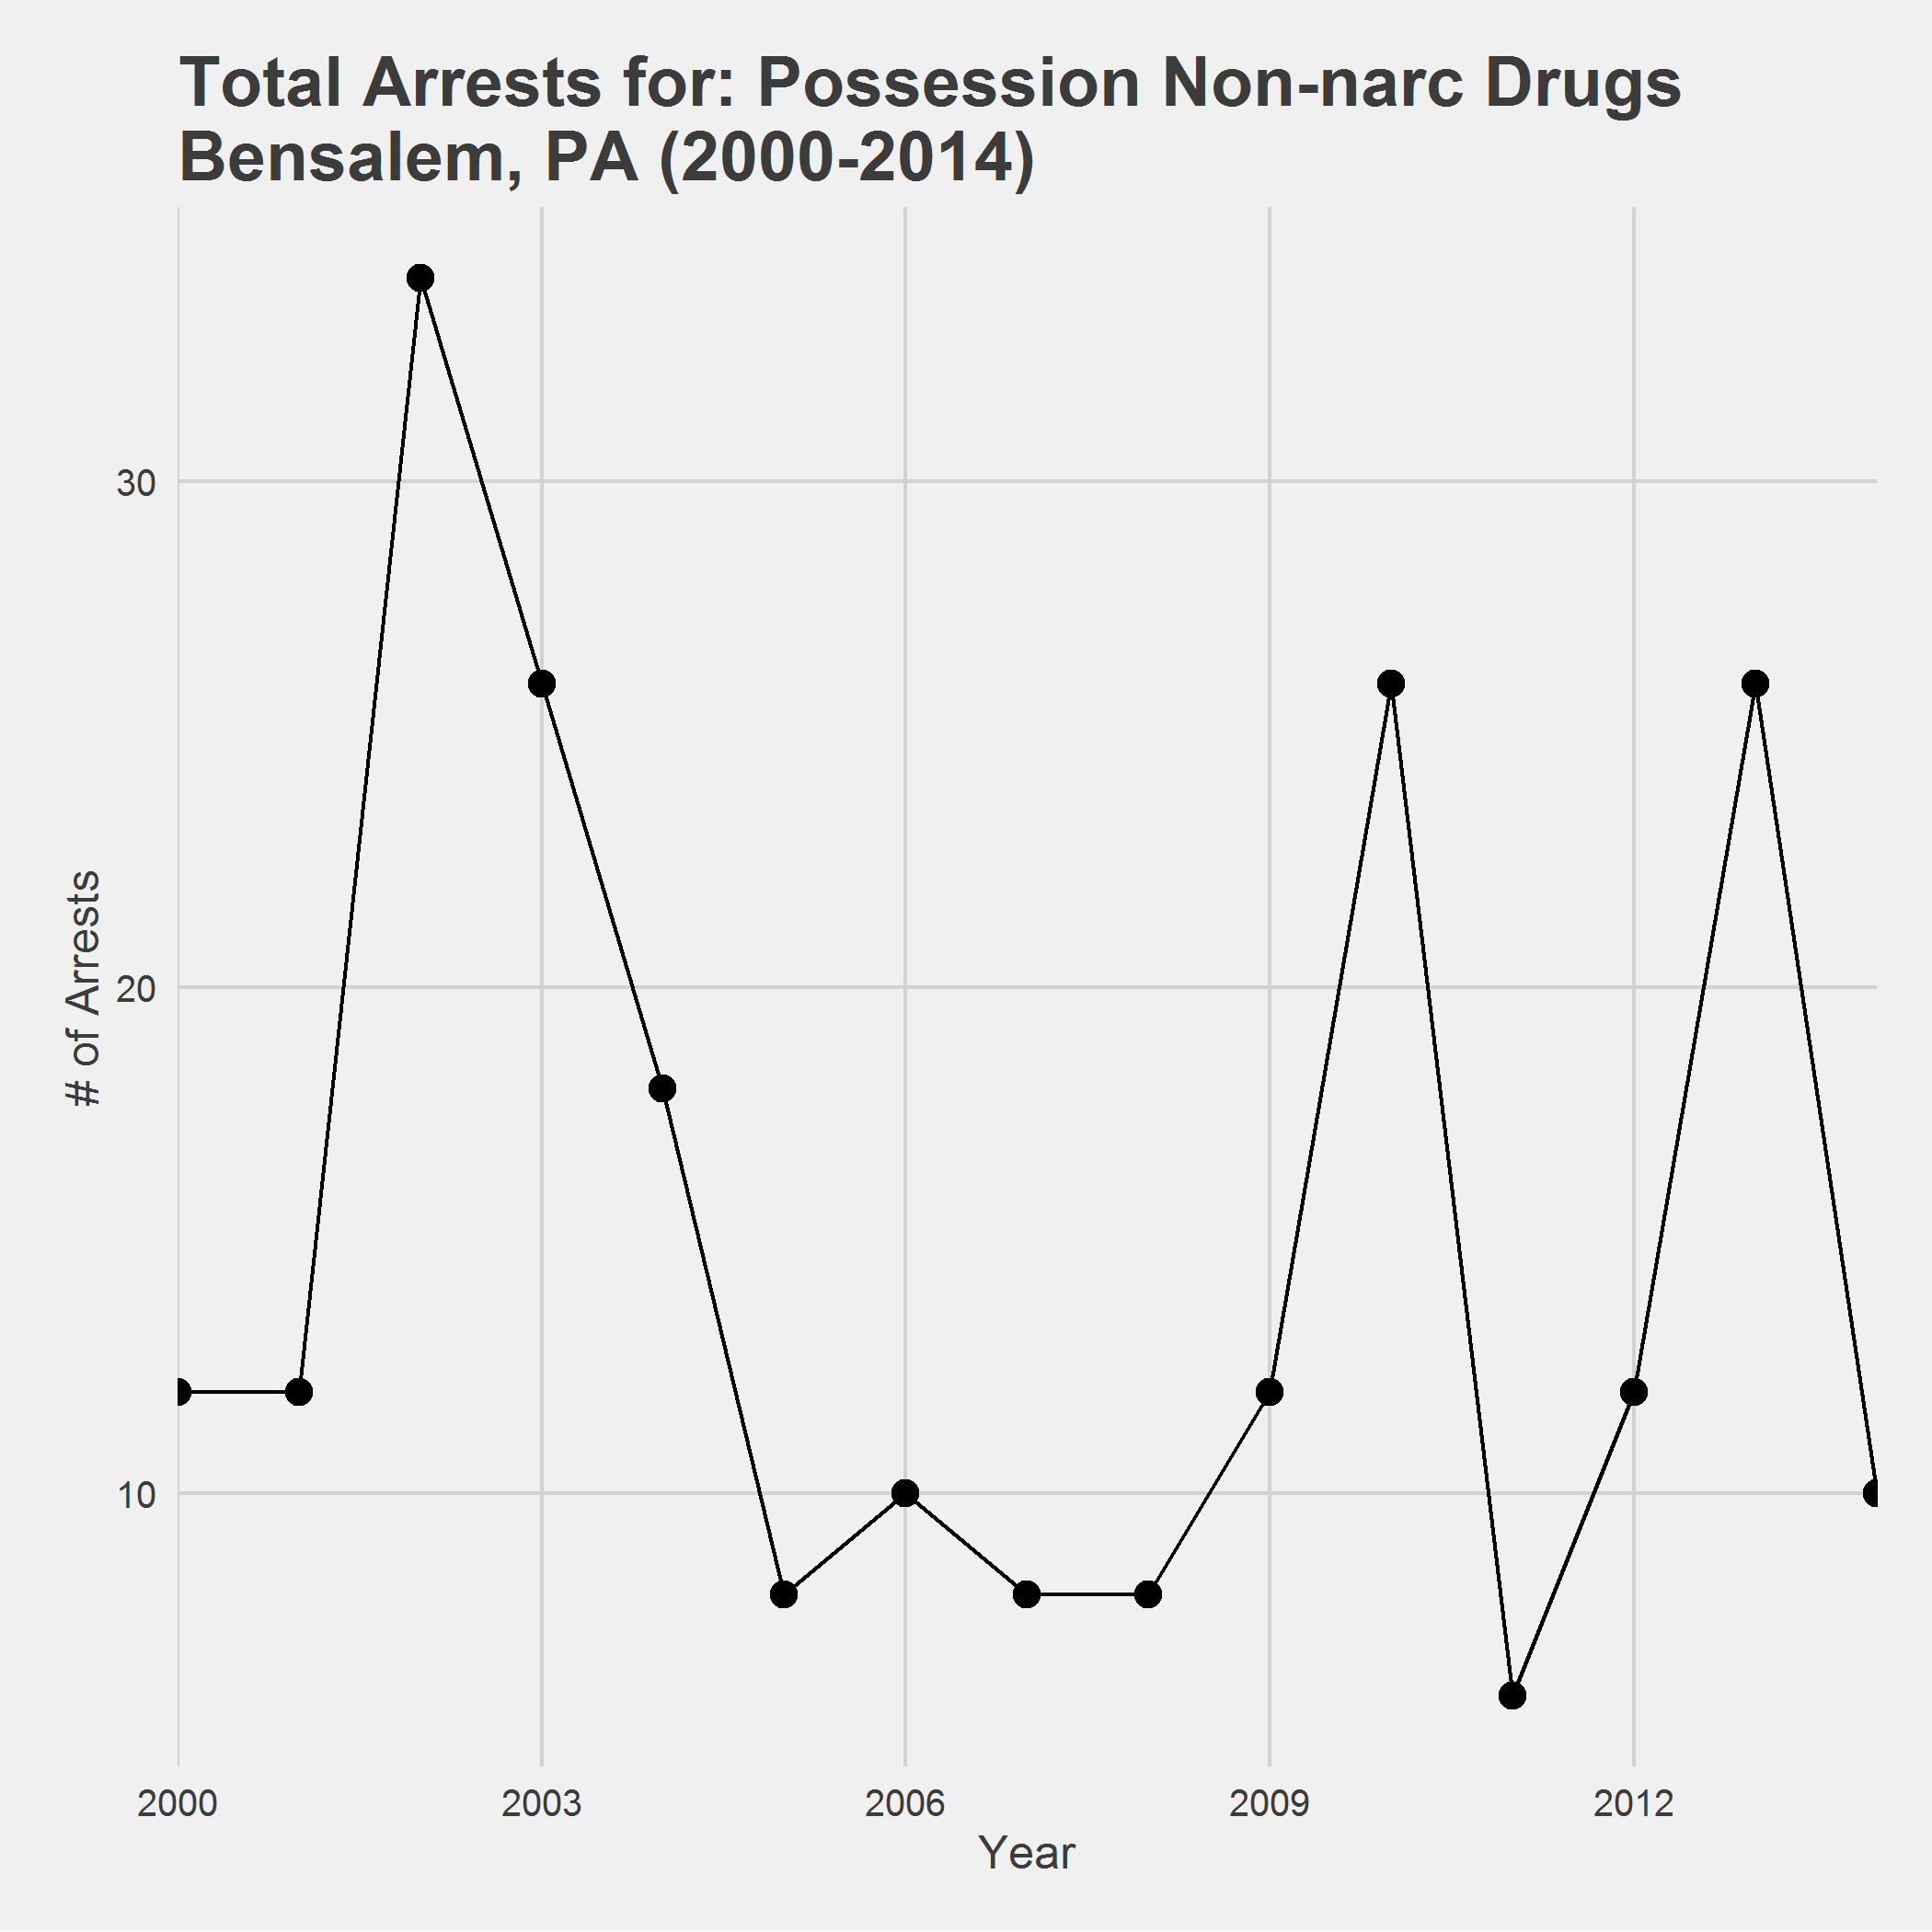 Total Arrests for: Possession Non-narc Drugs
Bensalem, PA (2000-2014)
30
20
10
# of Arrests
2000 2003 2006 2009 2012
Year